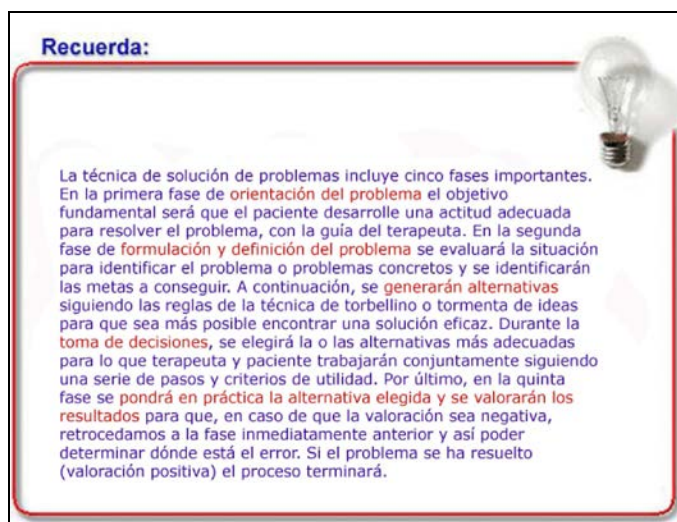 Recuerda:
La técnica de solución de problemas incluye cinco fases importantes.
En la primera fase de orientación del problema el objetivo
fundamental será que el paciente desarrolle una actitud adecuada
para resolver el problema, con la guía del terapeuta. En la segunda
fase de formulación y definición del problema se evaluará la situación
para identificar el problema o problemas concretos y se identificarán
las metas a conseguir. A continuación, se generarán alternativas
siguiendo las reglas de la técnica de torbellino o tormenta de ideas
para que sea más posible encontrar una solución eficaz. Durante la
toma de decisiones, se elegirá la o las alternativas más adecuadas
para lo que terapeuta y paciente trabajarán conjuntamente siguiendo
una serie de pasos y criterios de utilidad. Por último, en la quinta
fase se pondrá en práctica la alternativa elegida y se valorarán los
resultados para que, en caso de que la valoración sea negativa,
retrocedamos a la fase inmediatamente anterior y así poder
determinar dónde está el error. Si el problema se ha resuelto
(valoración positiva) el proceso terminará.